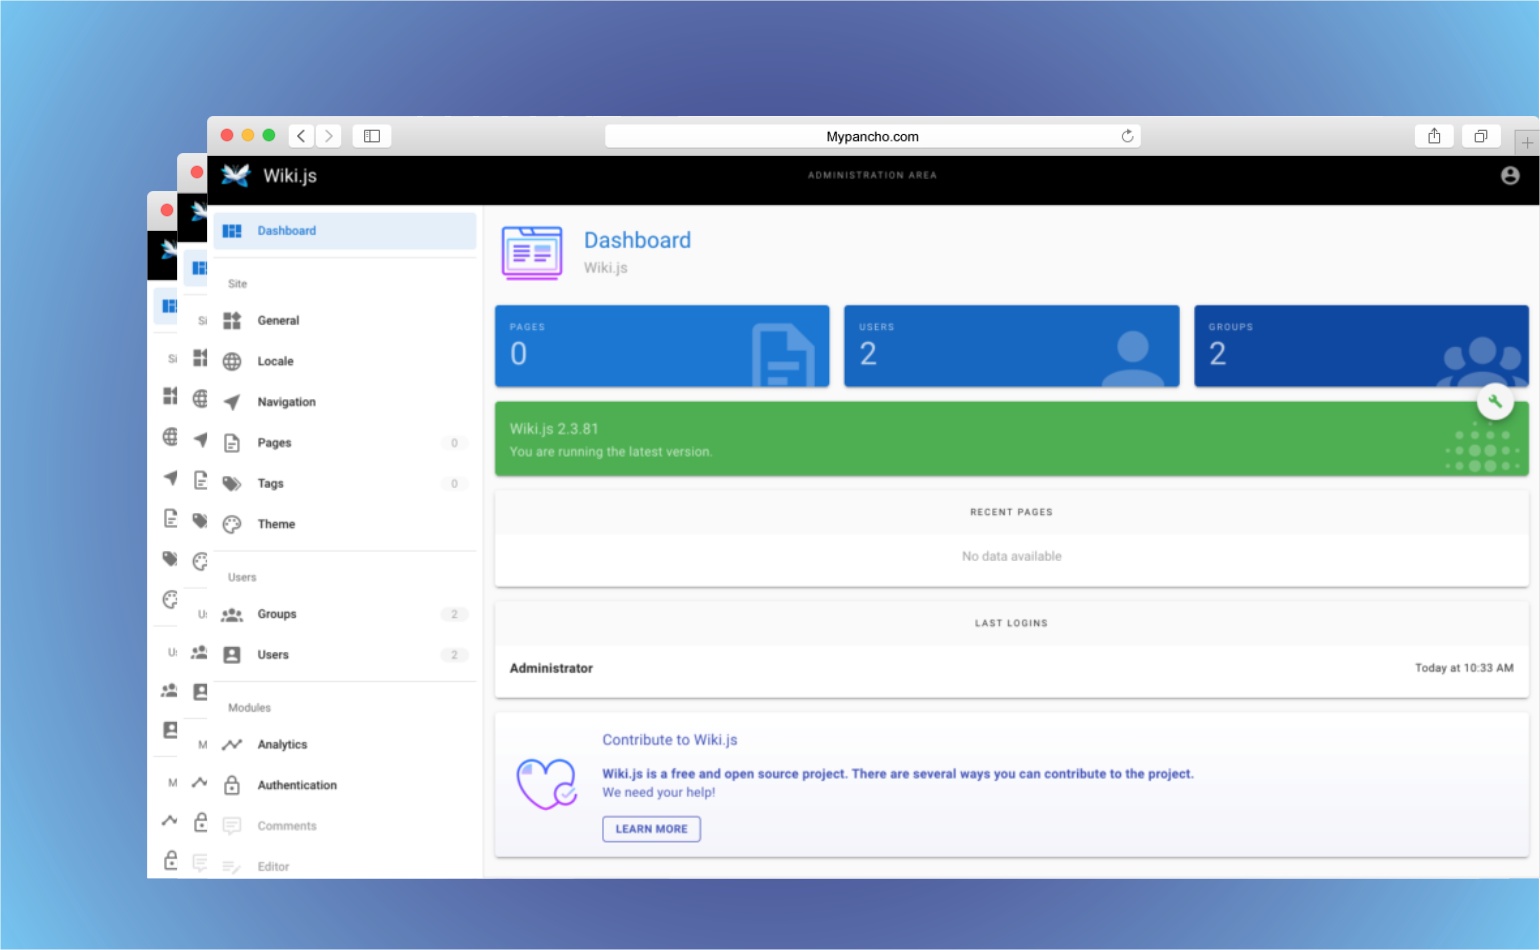 Mypancho.com
Wiki.js
ADMINISTRATION AREA
Dashboard
Site
General
Locale
Navigation
Pages 0
Tags 0
Theme
Users
Groups 2
Users 2
Modules
Analytics
Authentication
Comments
Editor
Dashboard
Wiki.js
PAGES
0
USERS
2
GROUPS
2
Wiki.js 2.3.81
You are running the latest version.
RECENT PAGES
No data available
LAST LOGINS
Administrator Today at 10:33 AM
Contribute to Wiki.js
Wiki.js is a free and open source project. There are several ways you can contribute to the project.
We need your help!
LEARN MORE
Si
U
M
Si
U
M